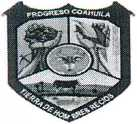 PROGRESO COAHUILA
TIERRA DE HOMBRES RECIOS